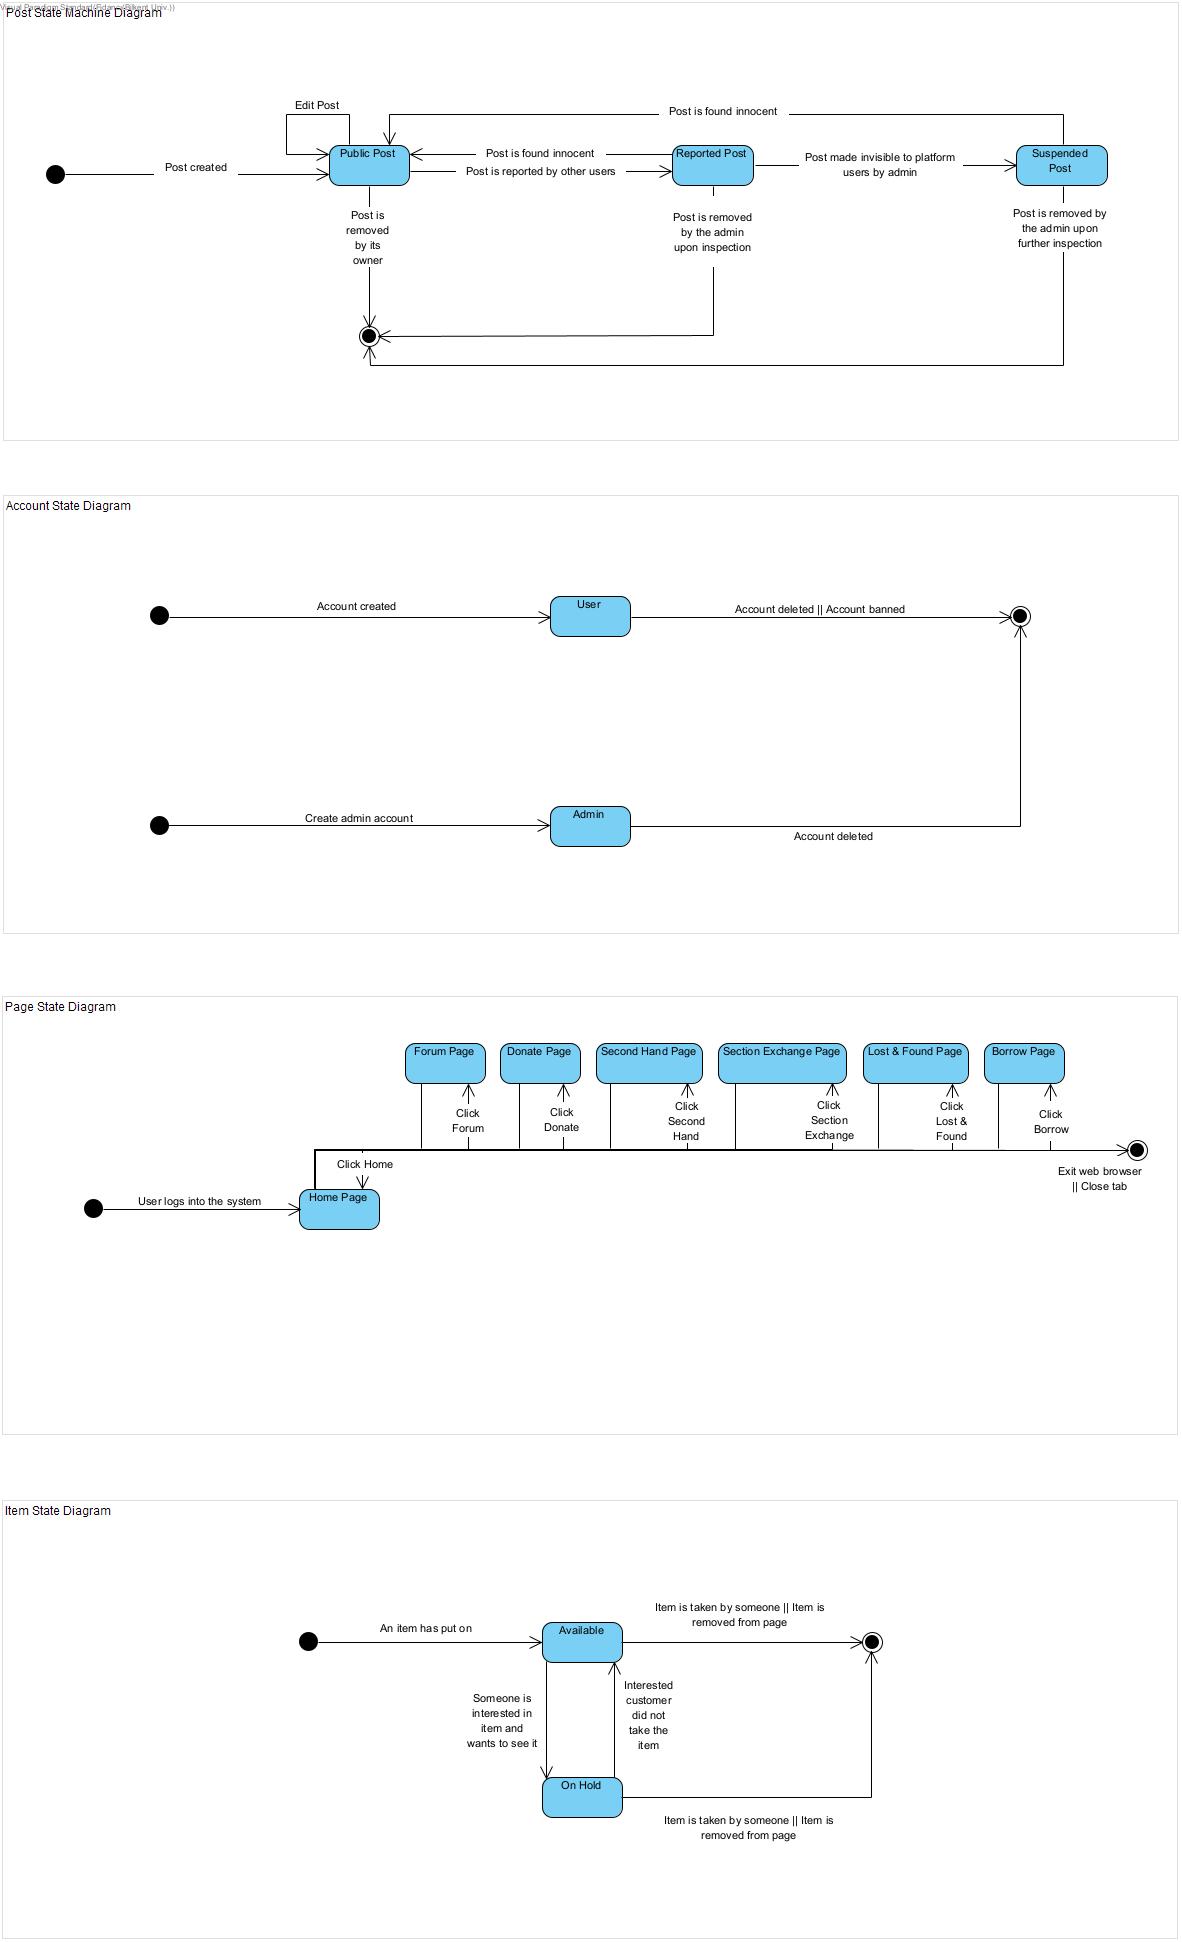 Post State Machine Diagram
Edit Post
Post is found innocent
Public Post
Post is found innocent
Reported Post
Post made invisible to platform
users by admin
Suspended
Post
Post created
Post is reported by other users
Post is
removed
by its
owner
Post is removed
by the admin
upon inspection
Post is removed by
the admin upon
further inspection
Account State Diagram
Account created
User
Account deleted || Account banned
Create admin account
Admin
Account deleted
Page State Diagram
Forum Page
Donate Page
Second Hand Page
Section Exchange Page
Lost & Found Page
Borrow Page
Click
Forum
Click
Donate
Click
Second
Hand
Click
Section
Exchange
Click
Lost &
Found
Click
Borrow
Click Home
Exit web browser
|| Close tab
User logs into the system
Home Page
Item State Diagram
An item has put on
Available
Item is taken by someone || Item is
removed from page
Someone is
interested in
item and
wants to see it
Interested
customer
did not
take the
item
On Hold
Item is taken by someone || Item is
removed from page